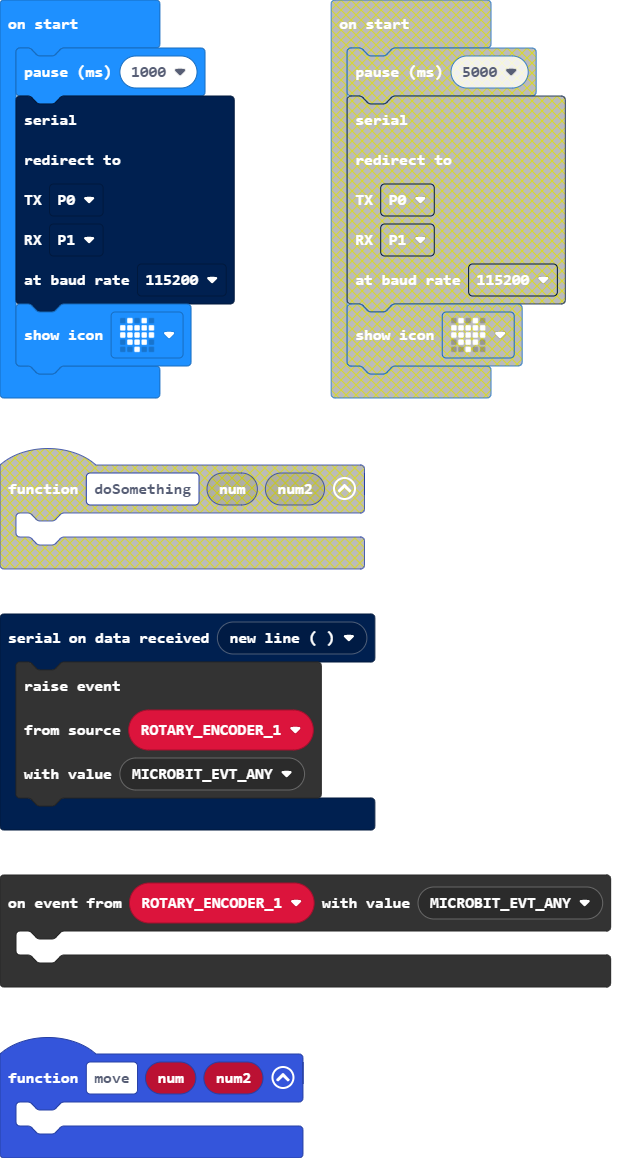 on start
pause (ms) 1000
serial
redirect to
TX P0
RX P1
at baud rate 115200
show icon
on start
pause (ms) 5000
serial
redirect to
TX P0
RX P1
at baud rate 115200
show icon
function doSomething num num2
serial on data received new line ( )
raise event
from source ROTARY_ENCODER_1
with value MICROBIT_EVT_ANY
on event from ROTARY_ENCODER_1 with value MICROBIT_EVT_ANY
function move num num2